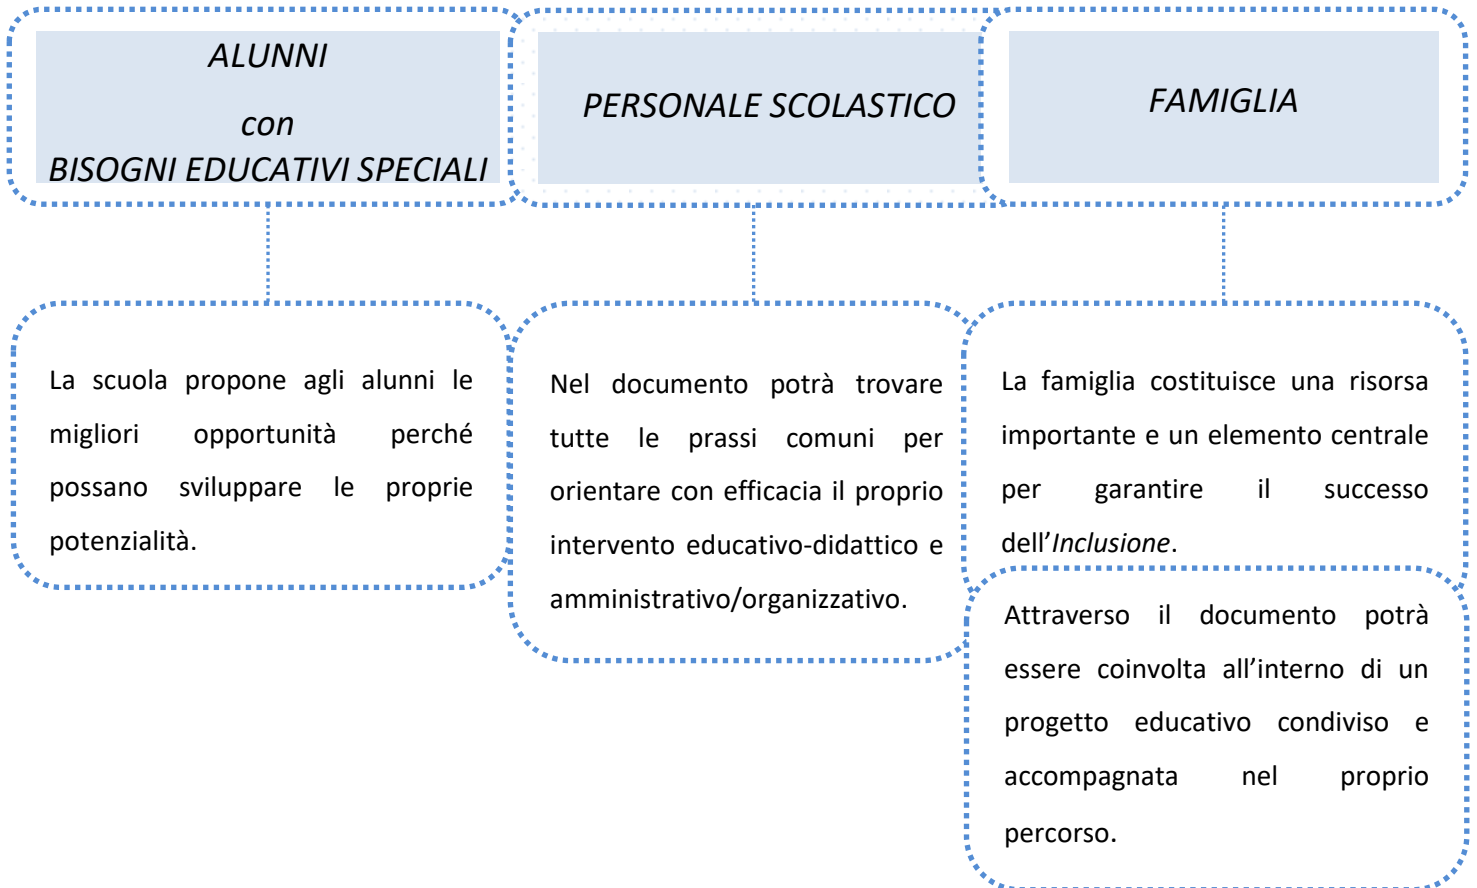 ALUNNI
con
BISOGNI EDUCATIVI SPECIALI
PERSONALE SCOLASTICO
FAMIGLIA
La scuola propone agli alunni le
migliori opportunità perché
possano sviluppare le proprie
potenzialità.
Nel documento potrà trovare
tutte le prassi comuni per
orientare con efficacia il proprio
intervento educativo-didattico e
amministrativo/organizzativo.
La famiglia costituisce una risorsa
importante e un elemento centrale
per garantire il successo
dell’Inclusione.
Attraverso il documento potrà
essere coinvolta all’interno di un
progetto educativo condiviso e
accompagnata nel proprio
percorso.